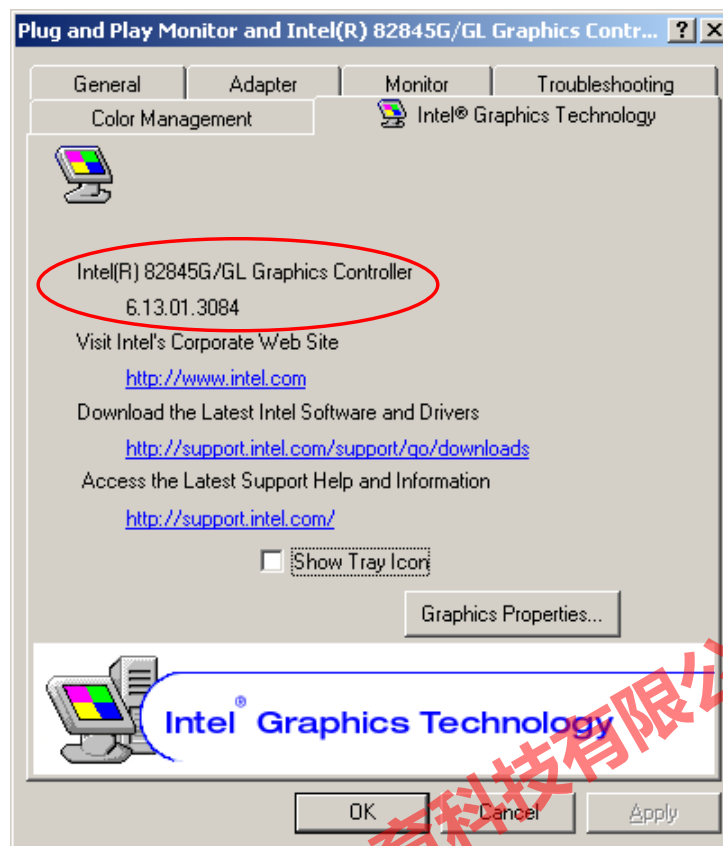 Plug and Play Monitor and Intel(R) 82845G/GL Graphics Contr...
General Adapter Monitor Troubleshooting
Color Management Intel® Graphics Technology
Intel(R) 82845G/GL Graphics Controller
6.13.01.3084
Visit Intel's Corporate Web Site
http://www.intel.com
Download the Latest Intel Software and Drivers
http://support.intel.com/support/go/downloads
Access the Latest Support Help and Information
http://support.intel.com/
Show Tray Icon
Graphics Properties...
Intel® Graphics Technology
OK Cancel Apply
育科技有限公